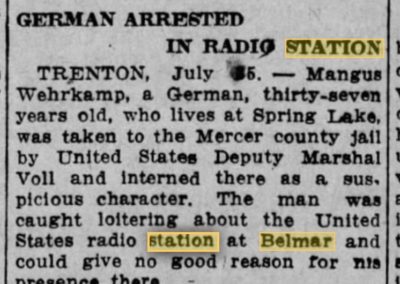 GERMAN ARRESTED
IN RADIO STATION
TRENTON, July 5. — Mangus
Wehrkamp, a German, thirty-seven
years old, who lives at Spring Lake,
was taken to the Mercer county jail
by United States Deputy Marshal
Voll and interned there as a sus-
picious character. The man was
caught loitering about the United
States radio station at Belmar and
could give no good reason for his
presence there.